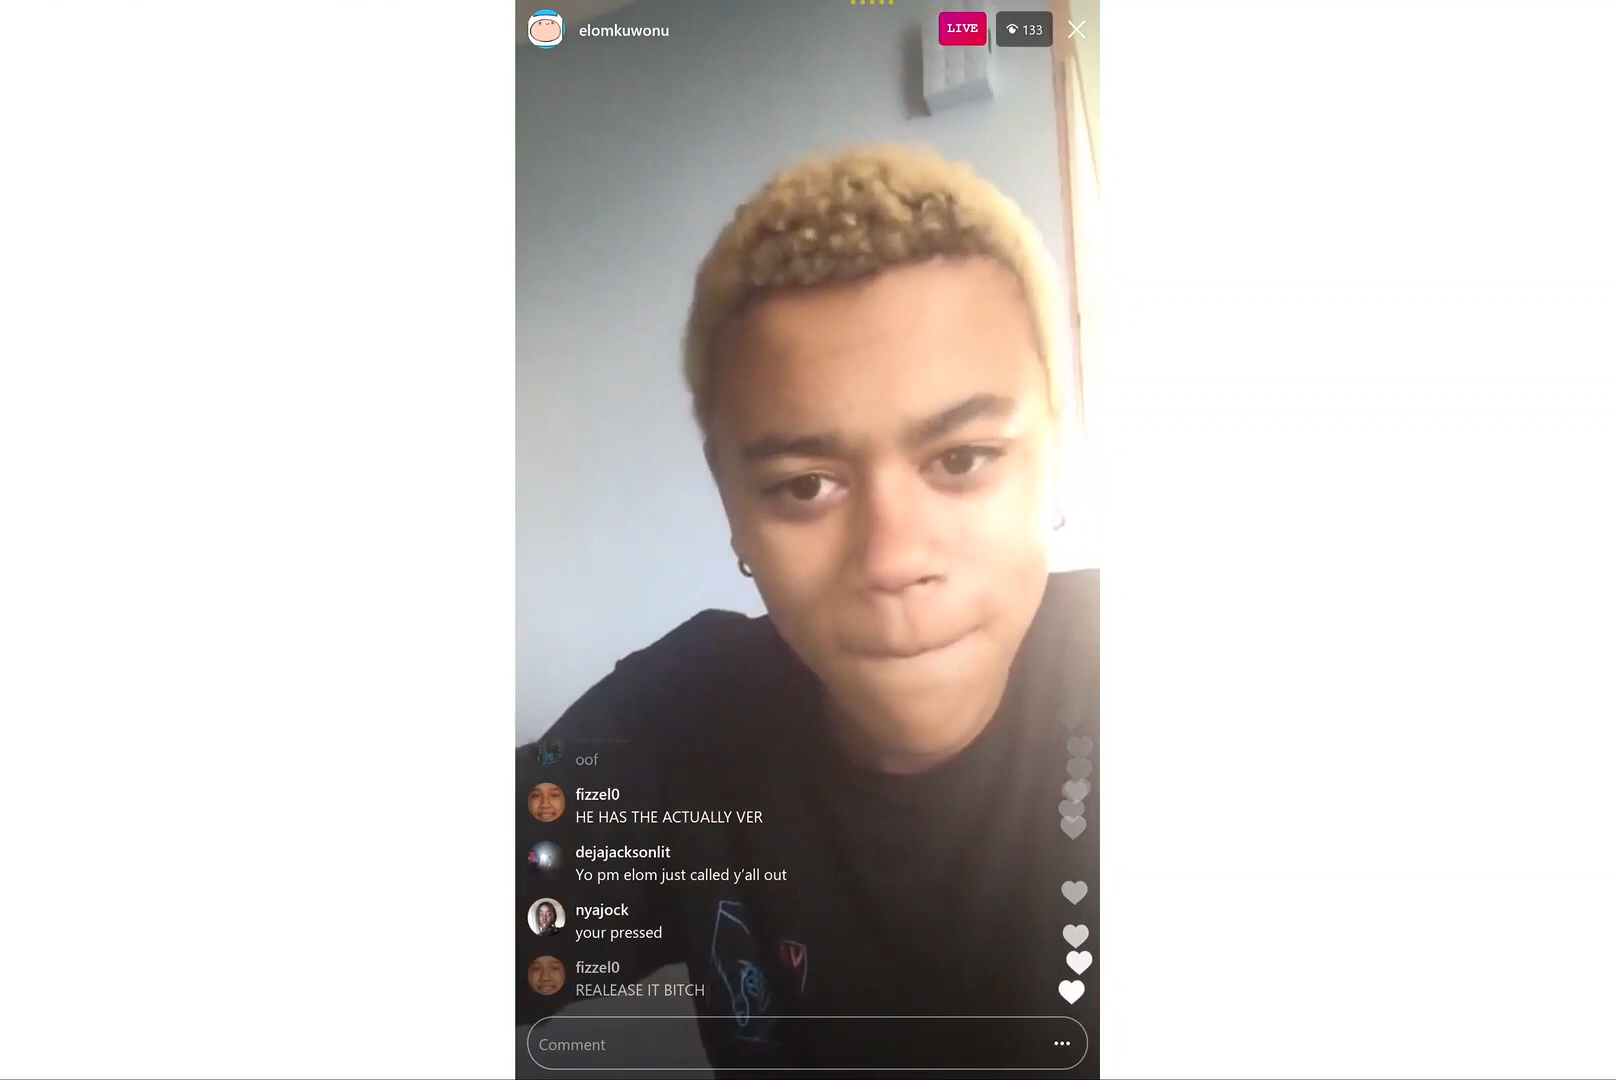 elomkuwonu
LIVE
133
oof
fizzel0
HE HAS THE ACTUALLY VER
dejajacksonlit
Yo pm elom just called y’all out
nyajock
your pressed
fizzel0
REALEASE IT BITCH
Comment